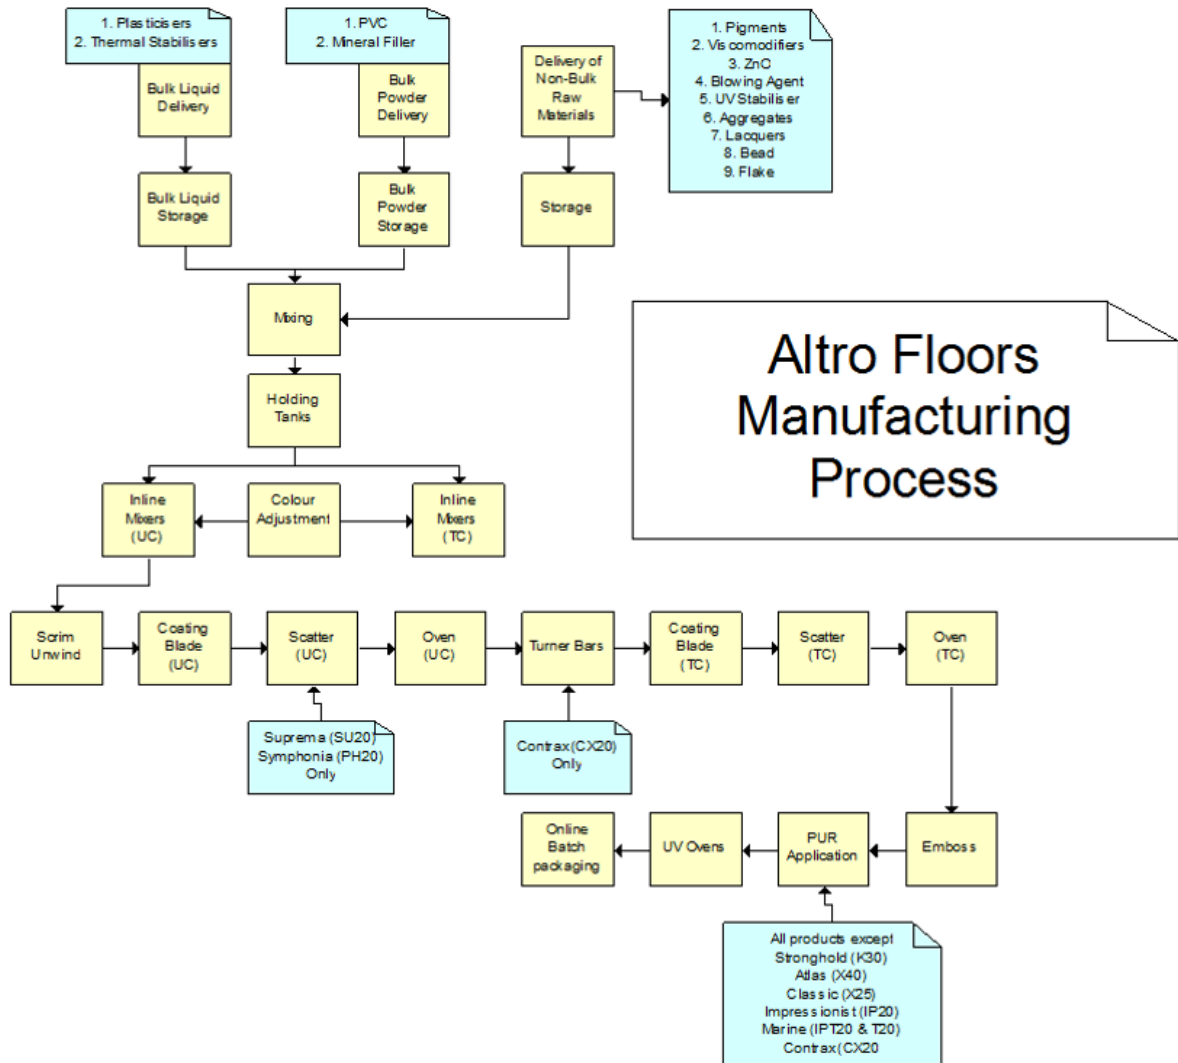 1. Plasticisers
2. Thermal Stabilisers
1. PVC
2. Mineral Filler
1. Pigments
2. Viscomodifiers
3. ZnO
4. Blowing Agent
5. UV Stabiliser
6. Aggregates
7. Lacquers
8. Bead
9. Flake
Bulk Liquid
Delivery
Bulk
Powder
Delivery
Delivery of
Non-Bulk
Raw
Materials
Bulk Liquid
Storage
Bulk
Powder
Storage
Storage
Mixing
Altro Floors
Manufacturing
Process
Holding
Tanks
Inline
Mixers
(UC)
Colour
Adjustment
Inline
Mixers
(TC)
Scrim
Unwind
Coating
Blade
(UC)
Scatter
(UC)
Oven
(UC)
Turner Bars
Coating
Blade
(TC)
Scatter
(TC)
Oven
(TC)
Suprema (SU20)
Symphonia (PH20)
Only
Contrax(CX20)
Only
Online
Batch
packaging
UV Ovens
PUR
Application
Emboss
All products except
Stronghold (K30)
Atlas (X40)
Classic (X25)
Impressionist (IP20)
Marine (IPT20 & T20)
Contrax(CX20